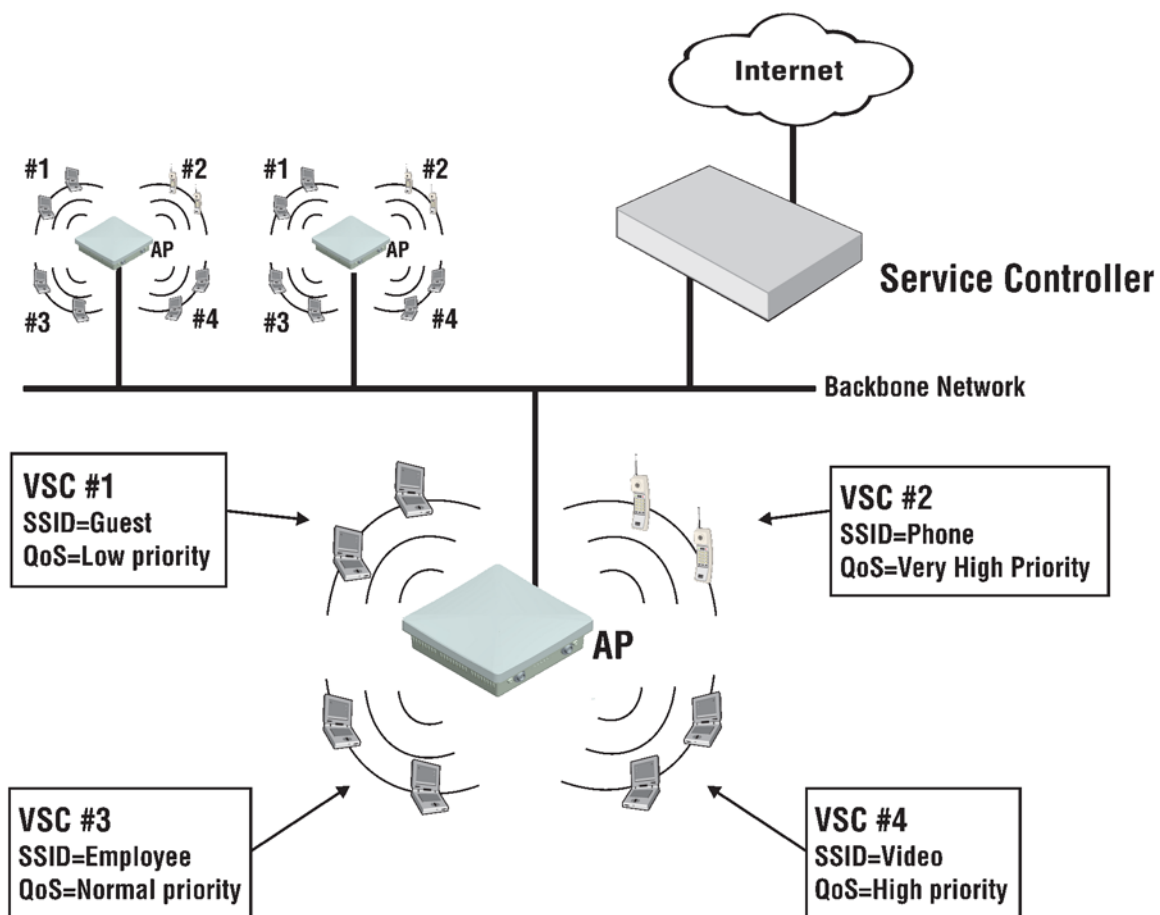 Internet
#1
#2
#1
#2
AP
AP
#3
#4
#3
#4
Service Controller
Backbone Network
VSC #1
SSID=Guest
QoS=Low priority
VSC #2
SSID=Phone
QoS=Very High Priority
AP
VSC #3
SSID=Employee
QoS=Normal priority
VSC #4
SSID=Video
QoS=High priority